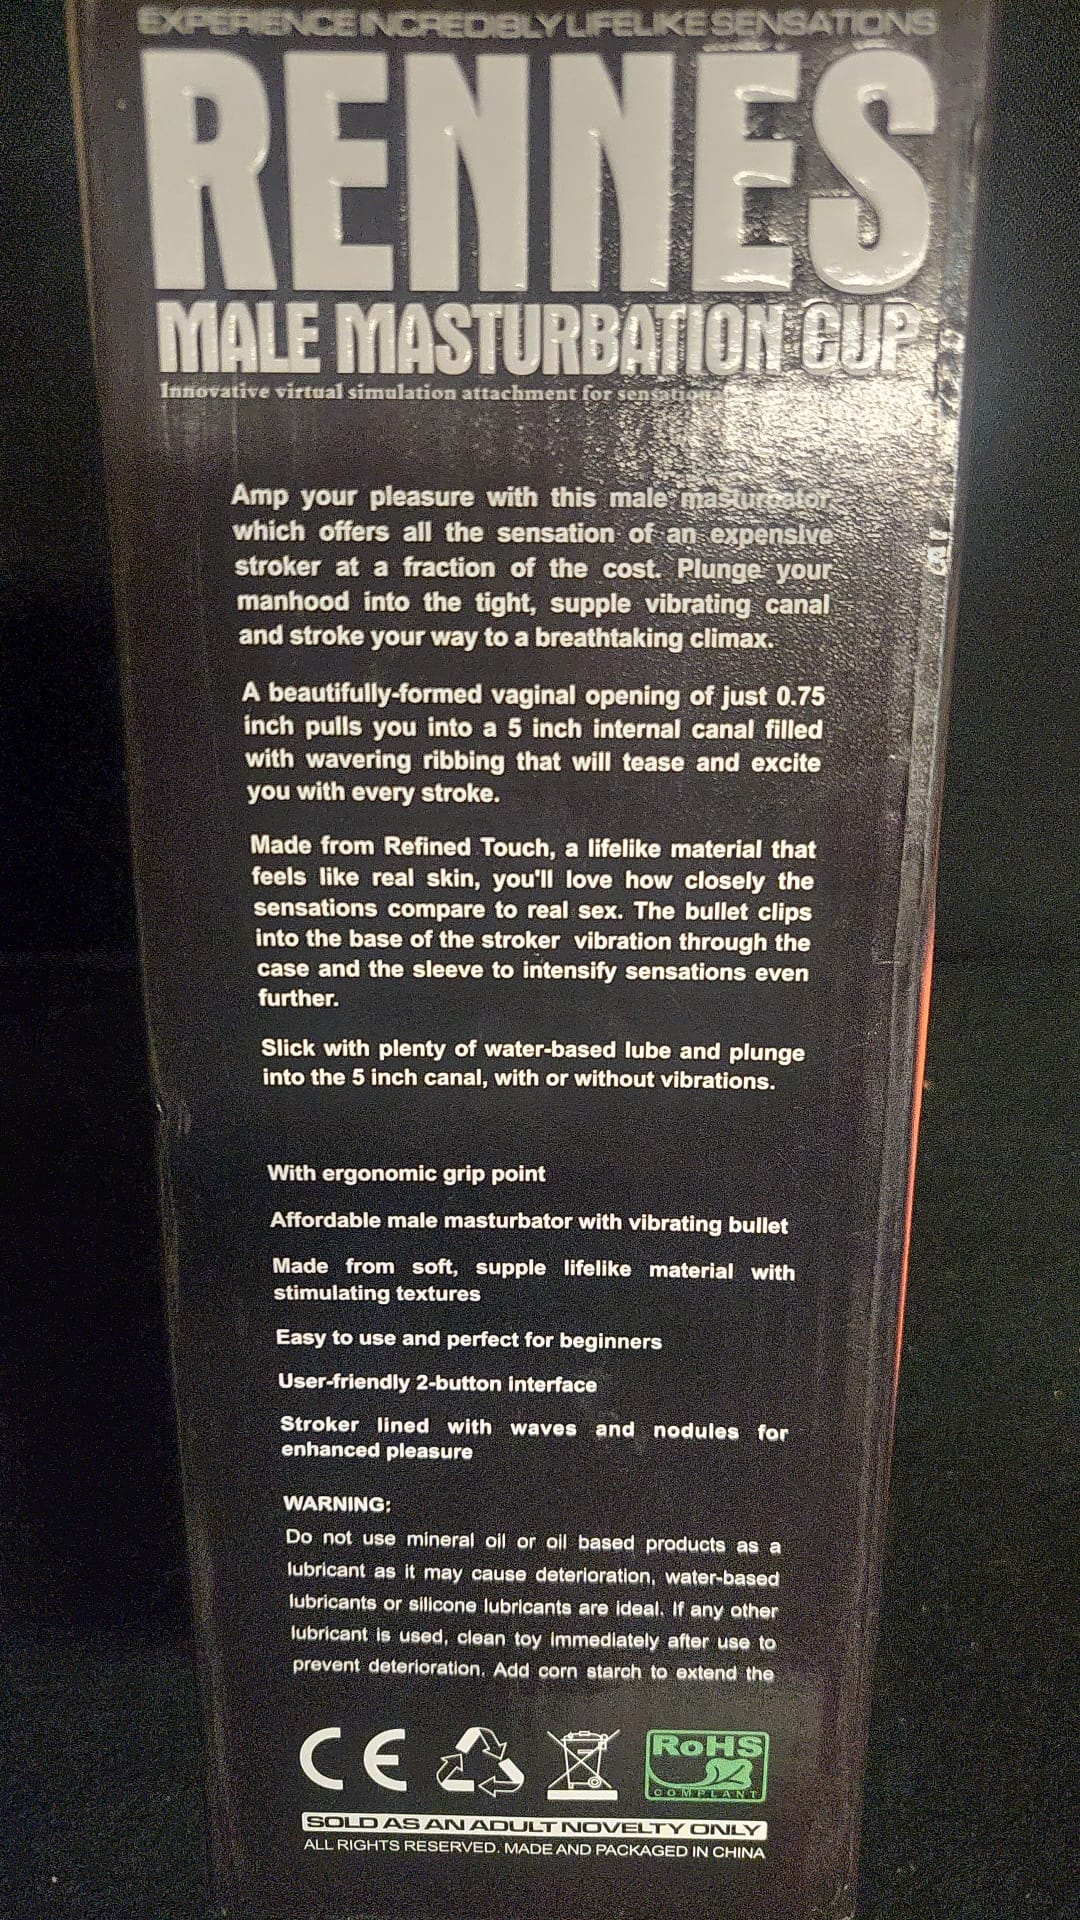 EXPERIENCE INCREDIBLY LIFELIKE SENSATIONS
RENNES
MALE MASTURBATION CUP
Innovative virtual simulation attachment for
Amp your pleasure with this male masturbator
which offers all the sensation of an expensive
stroker at a fraction of the cost. Plunge your
manhood into the tight, supple vibrating canal
and stroke your way to a breathtaking climax.
A beautifully-formed vaginal opening of just 0.75
inch pulls you into a 5 inch internal canal filled
with wavering ribbing that will tease and excite
you with every stroke.
Made from Refined Touch, a lifelike material that
feels like real skin, you'll love how closely the
sensations compare to real sex. The bullet clips
into the base of the stroker vibration through the
case and the sleeve to intensify sensations even
further.
Slick with plenty of water-based lube and plunge
into the 5 inch canal, with or without vibrations.
With ergonomic grip point
Affordable male masturbator with vibrating bullet
Made from soft, supple lifelike material with
stimulating textures
Easy to use and perfect for beginners
User-friendly 2-button interface
Stroker lined with waves and nodules for
enhanced pleasure
WARNING:
Do not use mineral oil or oil based products as a
lubricant as it may cause deterioration, water-based
lubricants or silicone lubricants are ideal. If any other
lubricant is used, clean toy immediately after use to
prevent deterioration. Add corn starch to extend the
CE
RoHS
COMPLANT
SOLD AS AN ADULT NOVELTY ONLY
ALL RIGHTS RESERVED. MADE AND PACKAGED IN CHINA